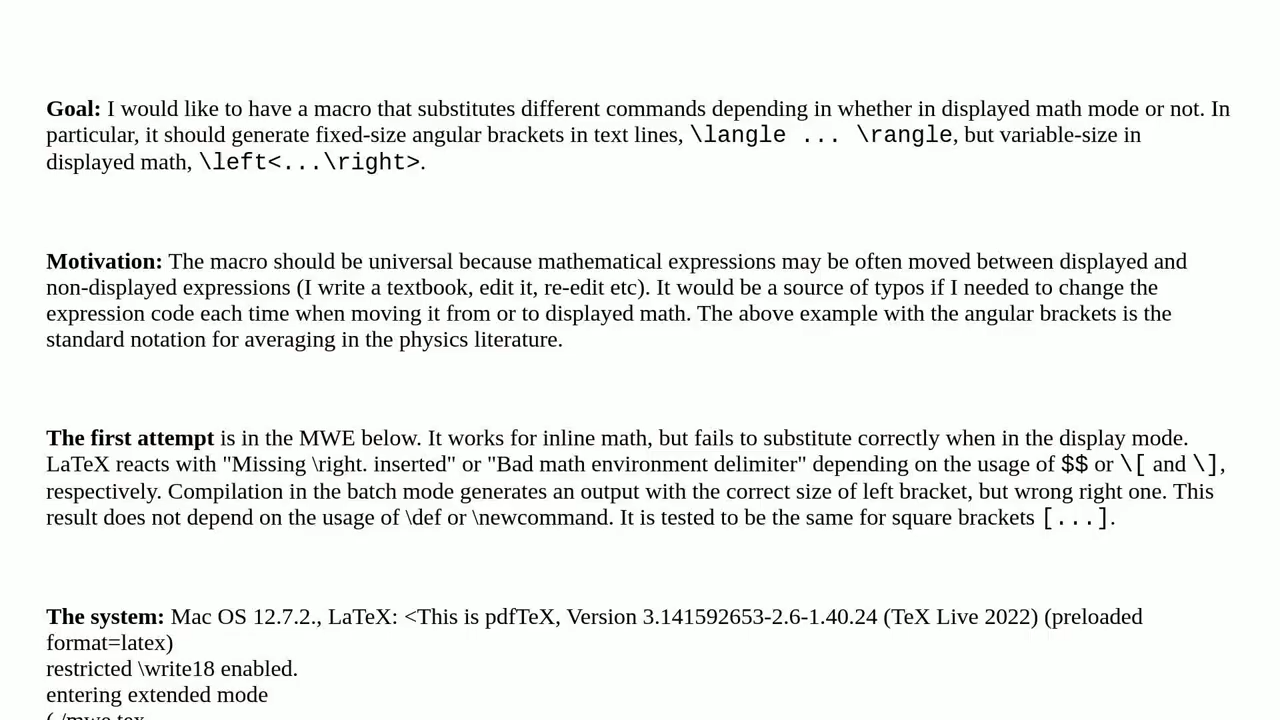 Goal: I would like to have a macro that substitutes different commands depending in whether in displayed math mode or not. In
particular, it should generate fixed-size angular brackets in text lines, \langle ... \rangle, but variable-size in
displayed math, \left<...\right>.
Motivation: The macro should be universal because mathematical expressions may be often moved between displayed and
non-displayed expressions (I write a textbook, edit it, re-edit etc). It would be a source of typos if I needed to change the
expression code each time when moving it from or to displayed math. The above example with the angular brackets is the
standard notation for averaging in the physics literature.
The first attempt is in the MWE below. It works for inline math, but fails to substitute correctly when in the display mode.
LaTeX reacts with "Missing \right. inserted" or "Bad math environment delimiter" depending on the usage of $$ or \[ and \],
respectively. Compilation in the batch mode generates an output with the correct size of left bracket, but wrong right one. This
result does not depend on the usage of \def or \newcommand. It is tested to be the same for square brackets [...].
The system: Mac OS 12.7.2., LaTeX: <This is pdfTeX, Version 3.141592653-2.6-1.40.24 (TeX Live 2022) (preloaded
format=latex)
restricted \write18 enabled.
entering extended mode
(./mwe.tex